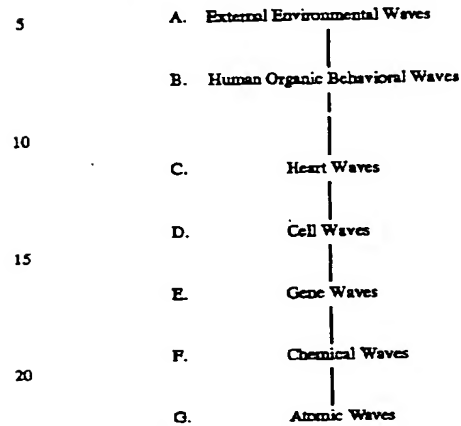 5 A. External Environmental Waves
B. Human Organic Behavioral Waves
10
C. Heart Waves
D. Cell Waves
15
E. Gene Waves
F. Chemical Waves
20
G. Atomic Waves